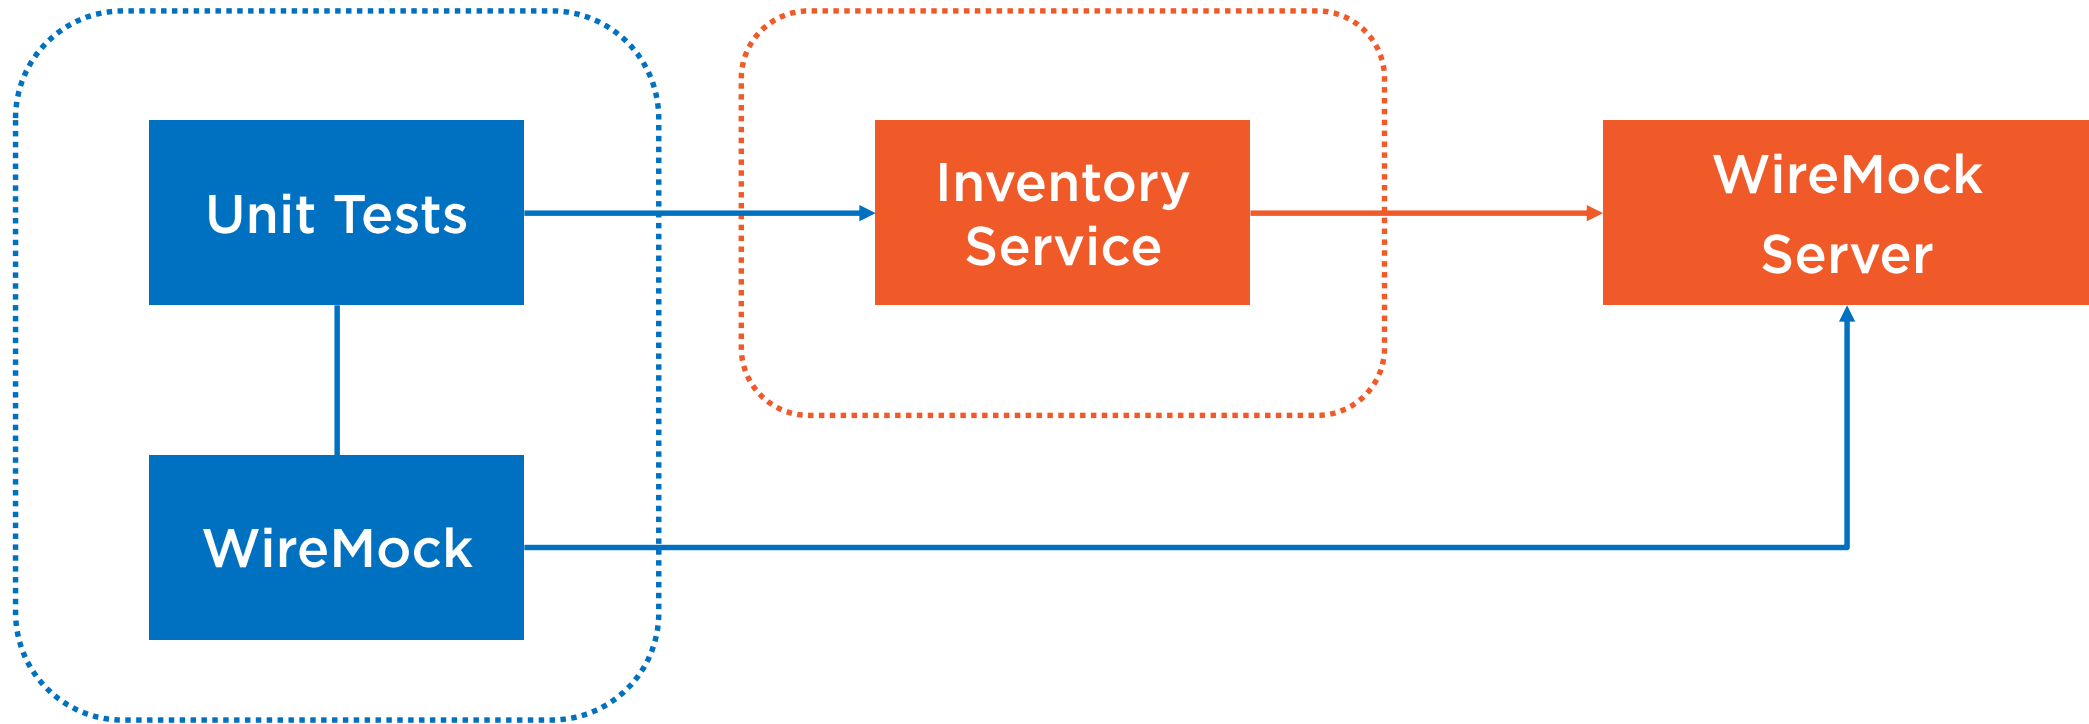 Unit Tests
Inventory
Service
WireMock
Server
WireMock